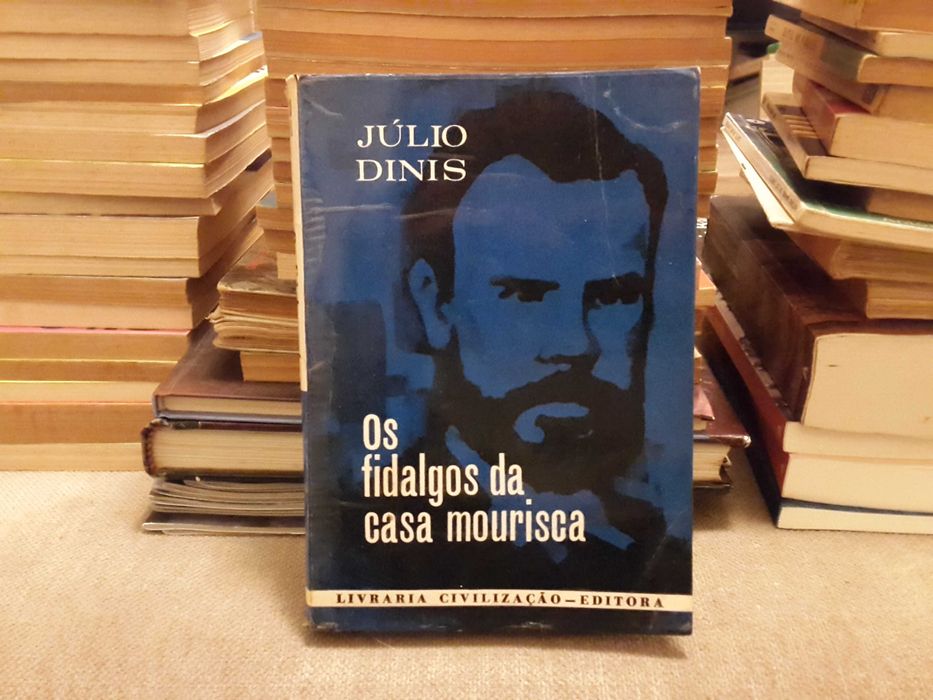 JÚLIO
DINIS
Os
fidalgos da
casa mourisca
LIVRARIA CIVILIZAÇÃO—EDITORA